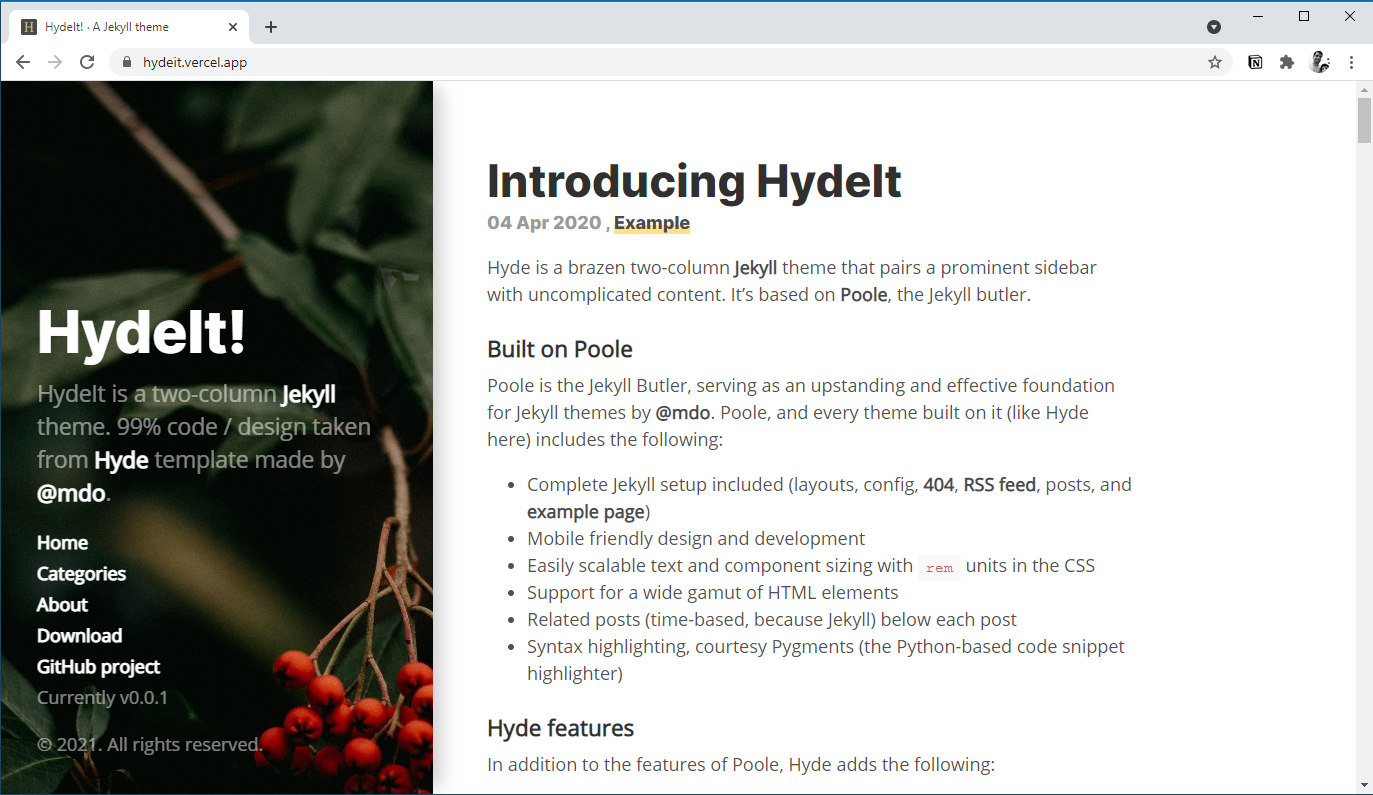 HydeIt! · A Jekyll theme
hydeit.vercel.app
HydeIt!
HydeIt is a two-column Jekyll
theme. 99% code / design taken
from Hyde template made by
@mdo.
Home
Categories
About
Download
GitHub project
Currently v0.0.1
© 2021. All rights reserved.
Introducing HydeIt
04 Apr 2020 , Example
Hyde is a brazen two-column Jekyll theme that pairs a prominent sidebar
with uncomplicated content. It’s based on Poole, the Jekyll butler.
Built on Poole
Poole is the Jekyll Butler, serving as an upstanding and effective foundation
for Jekyll themes by @mdo. Poole, and every theme built on it (like Hyde
here) includes the following:
• Complete Jekyll setup included (layouts, config, 404, RSS feed, posts, and
example page)
• Mobile friendly design and development
• Easily scalable text and component sizing with rem units in the CSS
• Support for a wide gamut of HTML elements
• Related posts (time-based, because Jekyll) below each post
• Syntax highlighting, courtesy Pygments (the Python-based code snippet
highlighter)
Hyde features
In addition to the features of Poole, Hyde adds the following: